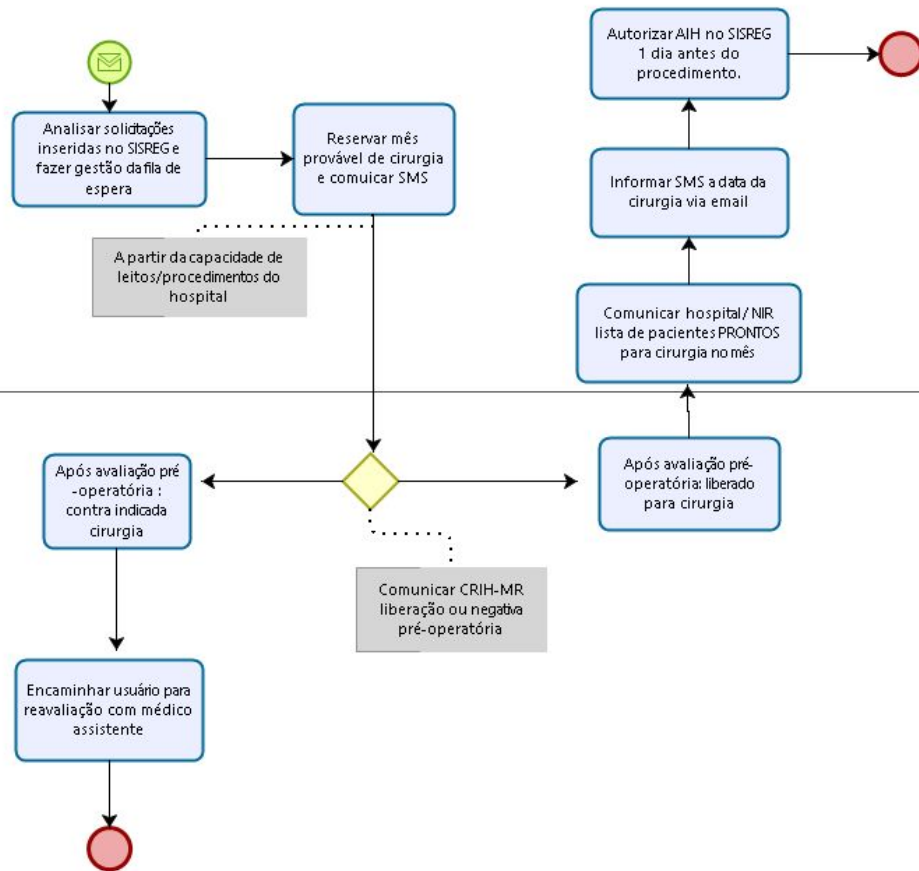 Analisar solicitações
inseridas no SISREG e
fazer gestão da fila de
espera
Reservar mês
provável de cirurgia
e comuicar SMS
A partir da capacidade de
leitos/procedimentos do
hospital
Autorizar AIH no SISREG
1 dia antes do
procedimento.
Informar SMS a data da
cirurgia via email
Comunicar hospital/ NIR
lista de pacientes PRONTOS
para cirurgia no mês
Após avaliação pré
-operatória :
contra indicada
cirurgia
Após avaliação pré-
operatória: liberado
para cirurgia
Comunicar CRIH-MR
liberação ou negativa
pré-operatória
Encaminhar usuário para
reavaliação com médico
assistente